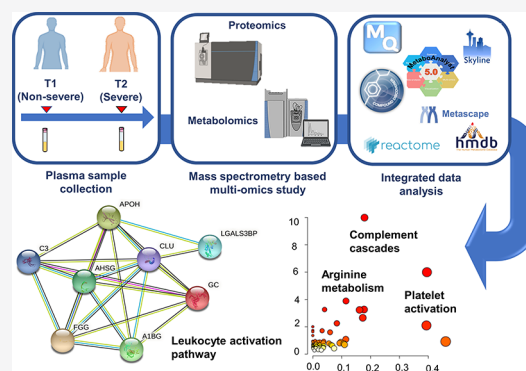 Proteomics
Metabolomics
T1
(Non-severe)
T2
(Severe)
MQ
MetaboAnalyst
5.0
Skyline
Metascape
reactome
hmdb
Plasma sample
collection
Mass spectrometry based
multi-omics study
Integrated data
analysis
APOH
LGALS3BP
C3
CLU
AHSG
GC
FGG
A1BG
Leukocyte activation
pathway
10
8
6
4
2
0
0.0
0.1
0.2
0.4
Complement
cascades
Arginine
metabolism
Platelet
activation